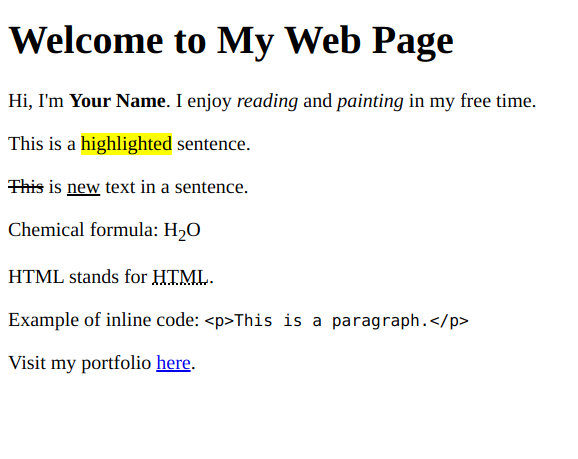 Welcome to My Web Page
Hi, I'm Your Name. I enjoy reading and painting in my free time.
This is a highlighted sentence.
This is new text in a sentence.
Chemical formula: H₂O
HTML stands for HTML.
Example of inline code: <p>This is a paragraph.</p>
Visit my portfolio here.